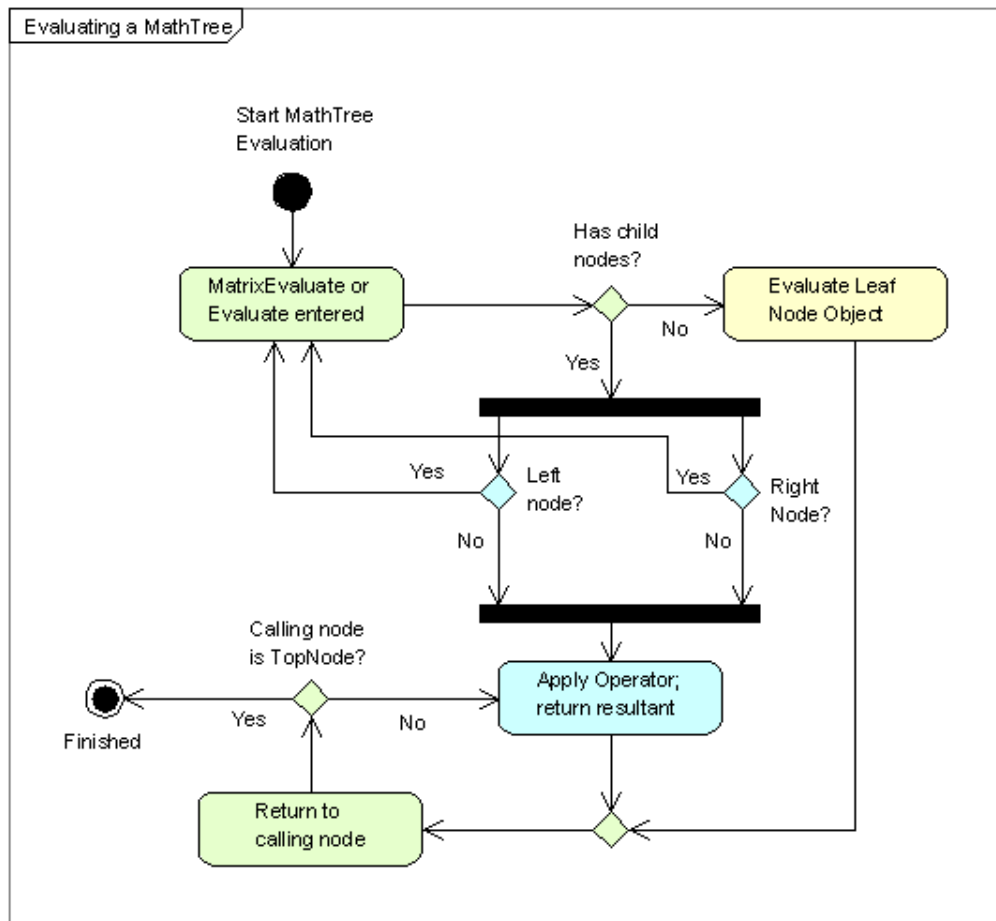 Evaluating a MathTree
Start MathTree
Evaluation
Has child
nodes?
MatrixEvaluate or
Evaluate entered
Evaluate Leaf
Node Object
No
Yes
Yes
Left
node?
Yes
Right
Node?
No
No
Calling node
is TopNode?
Apply Operator;
return resultant
Yes
No
Finished
Return to
calling node